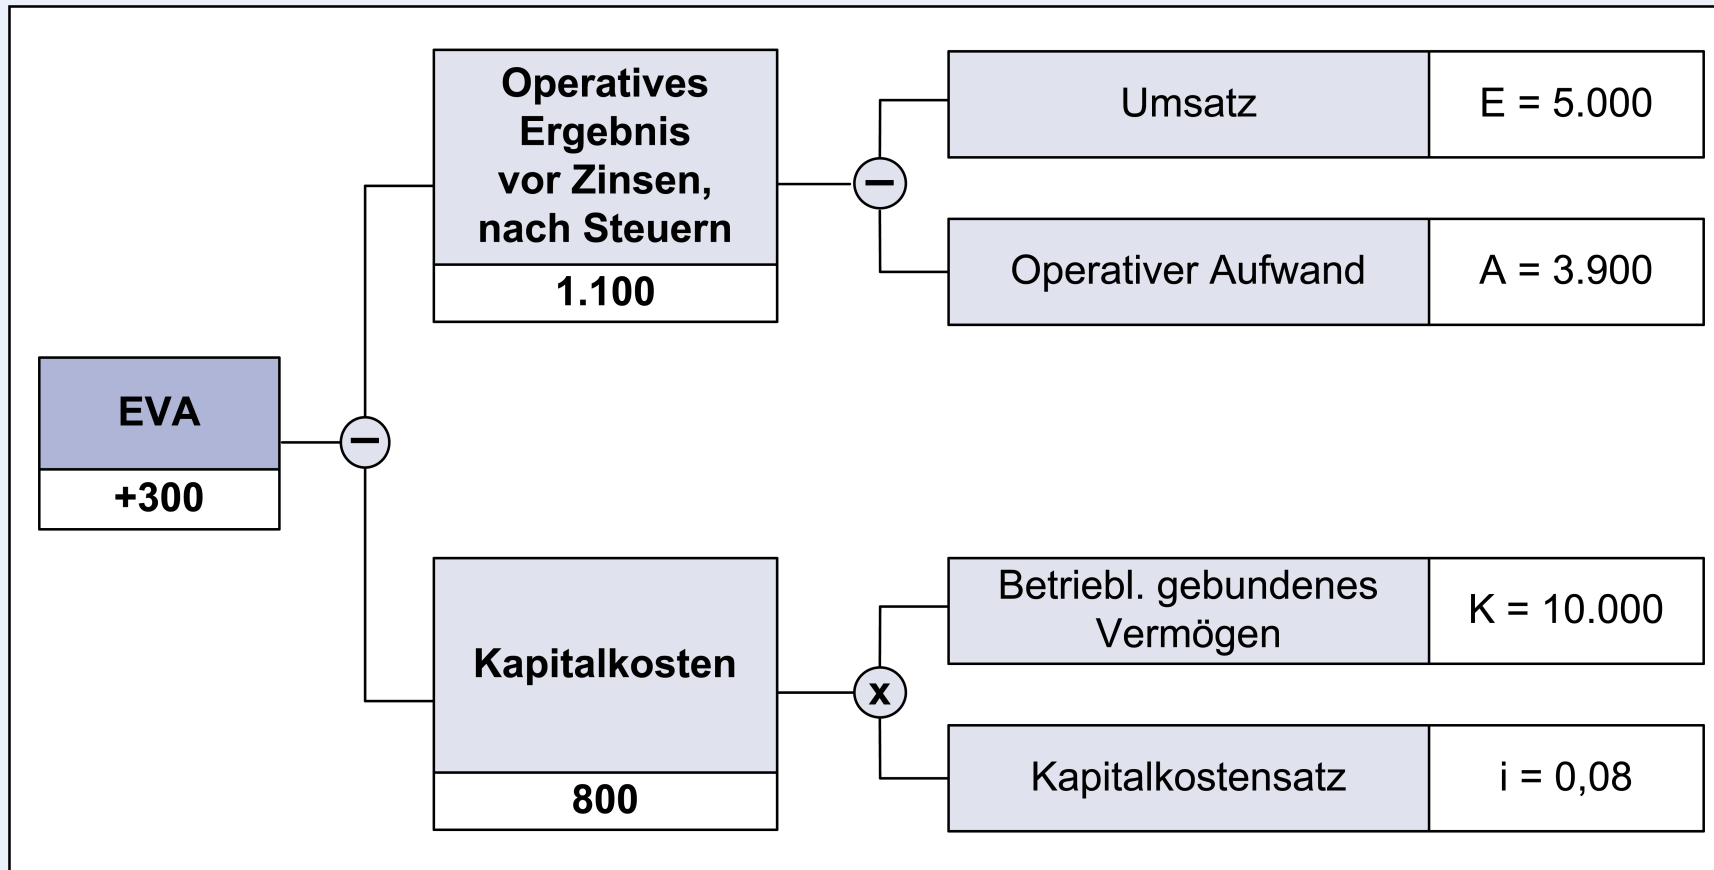 Operatives
Ergebnis
vor Zinsen,
nach Steuern
1.100
−
Umsatz
E = 5.000
Operativer Aufwand
A = 3.900
EVA
+300
−
Kapitalkosten
800
x
Betriebl. gebundenes
Vermögen
K = 10.000
Kapitalkostensatz
i = 0,08